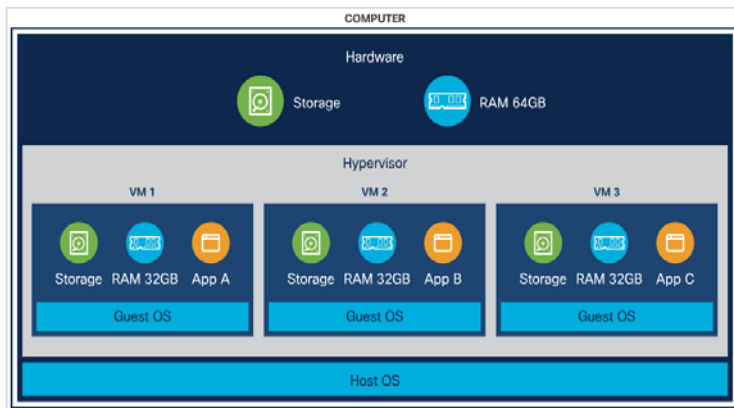 COMPUTER
Hardware
Storage
RAM 64GB
Hypervisor
VM 1
VM 2
VM 3
Storage RAM 32GB App A
Storage RAM 32GB App B
Storage RAM 32GB App C
Guest OS
Guest OS
Guest OS
Host OS